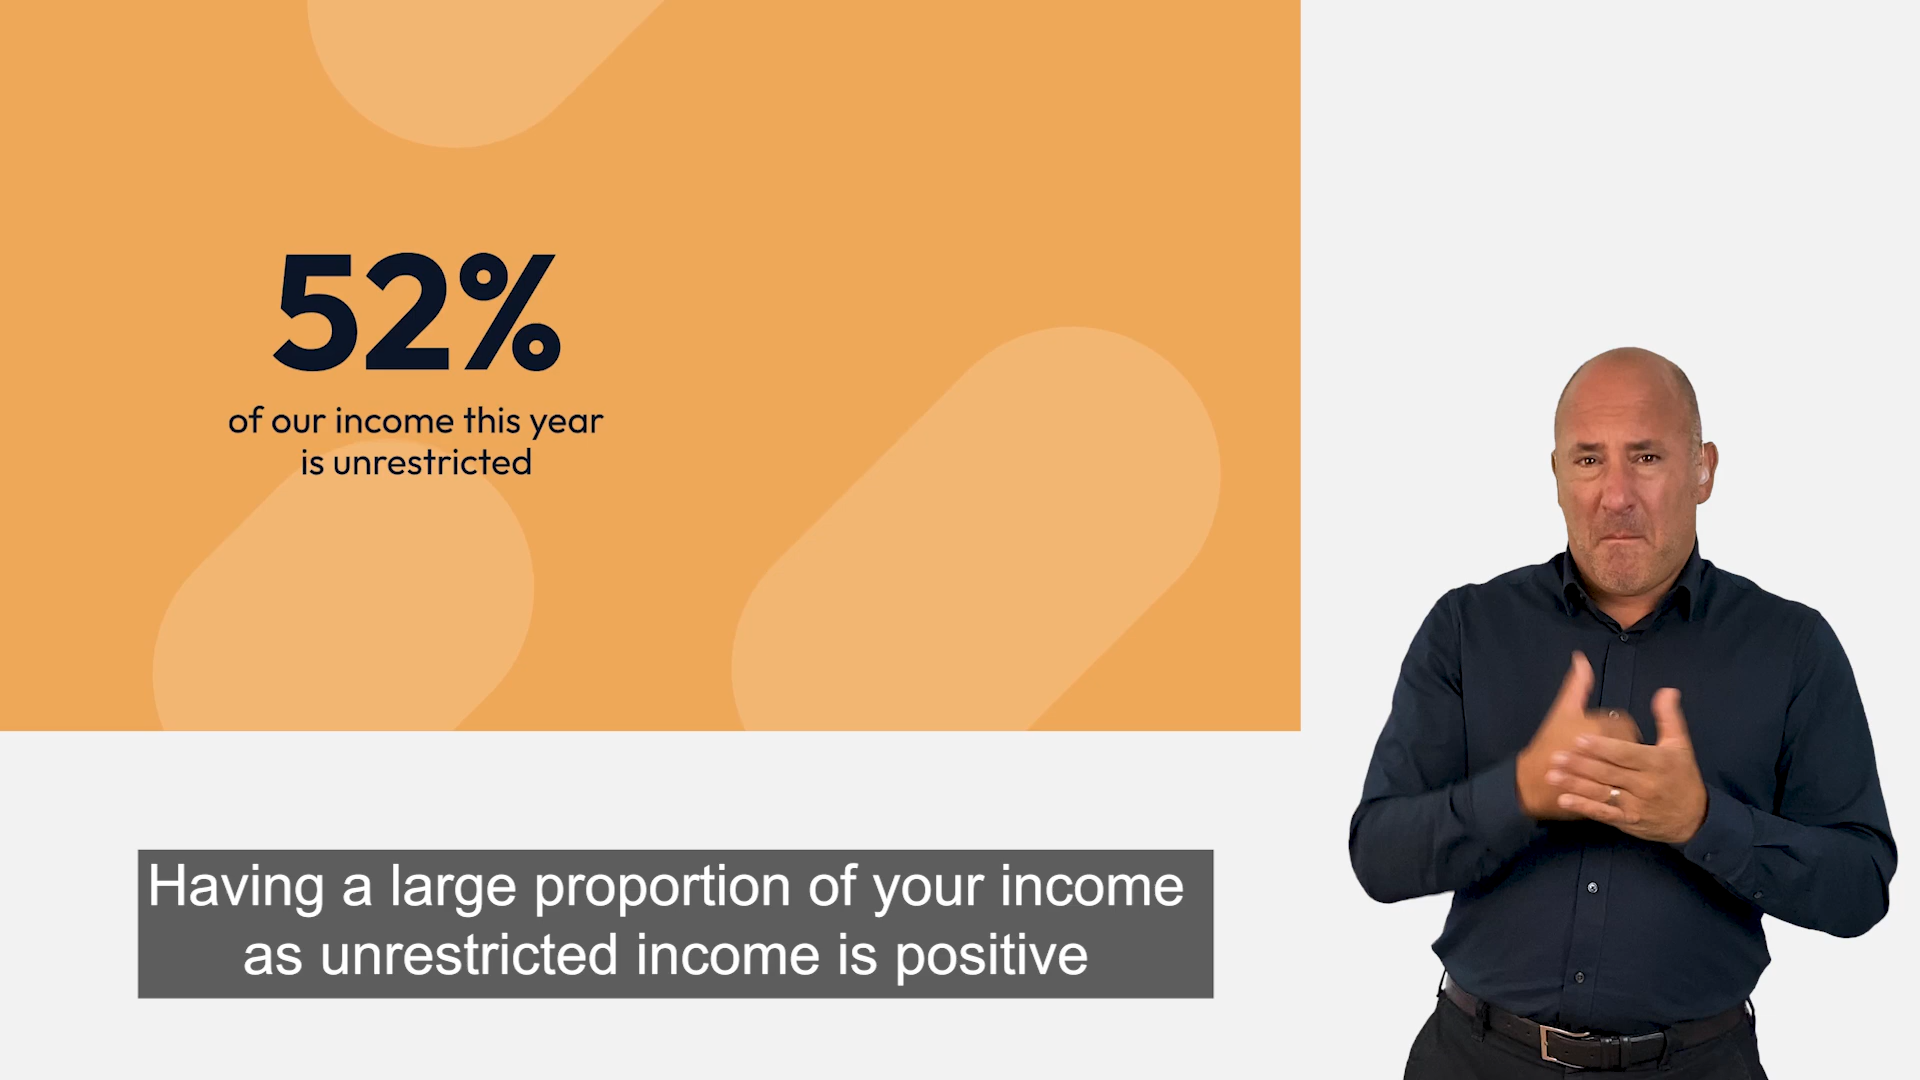 52%
of our income this year
is unrestricted
Having a large proportion of your income
as unrestricted income is positive